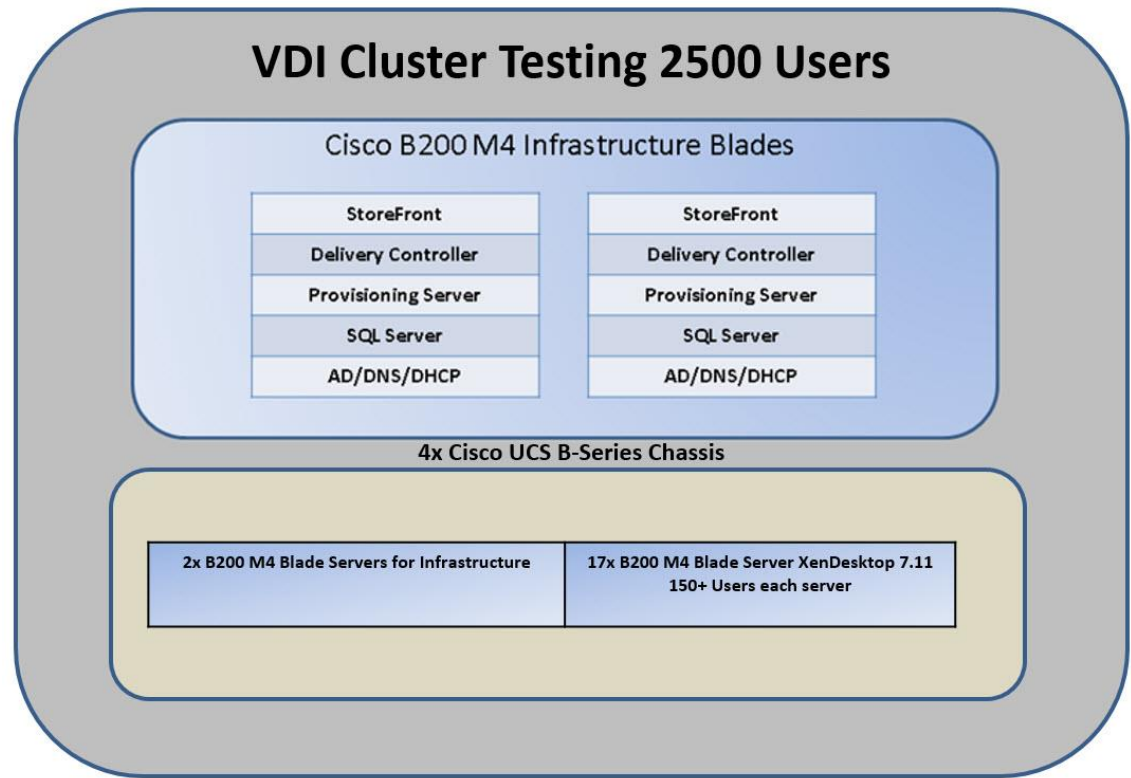 VDI Cluster Testing 2500 Users
Cisco B200 M4 Infrastructure Blades
StoreFront
Delivery Controller
Provisioning Server
SQL Server
AD/DNS/DHCP
StoreFront
Delivery Controller
Provisioning Server
SQL Server
AD/DNS/DHCP
4x Cisco UCS B-Series Chassis
2x B200 M4 Blade Servers for Infrastructure
17x B200 M4 Blade Server XenDesktop 7.11
150+ Users each server